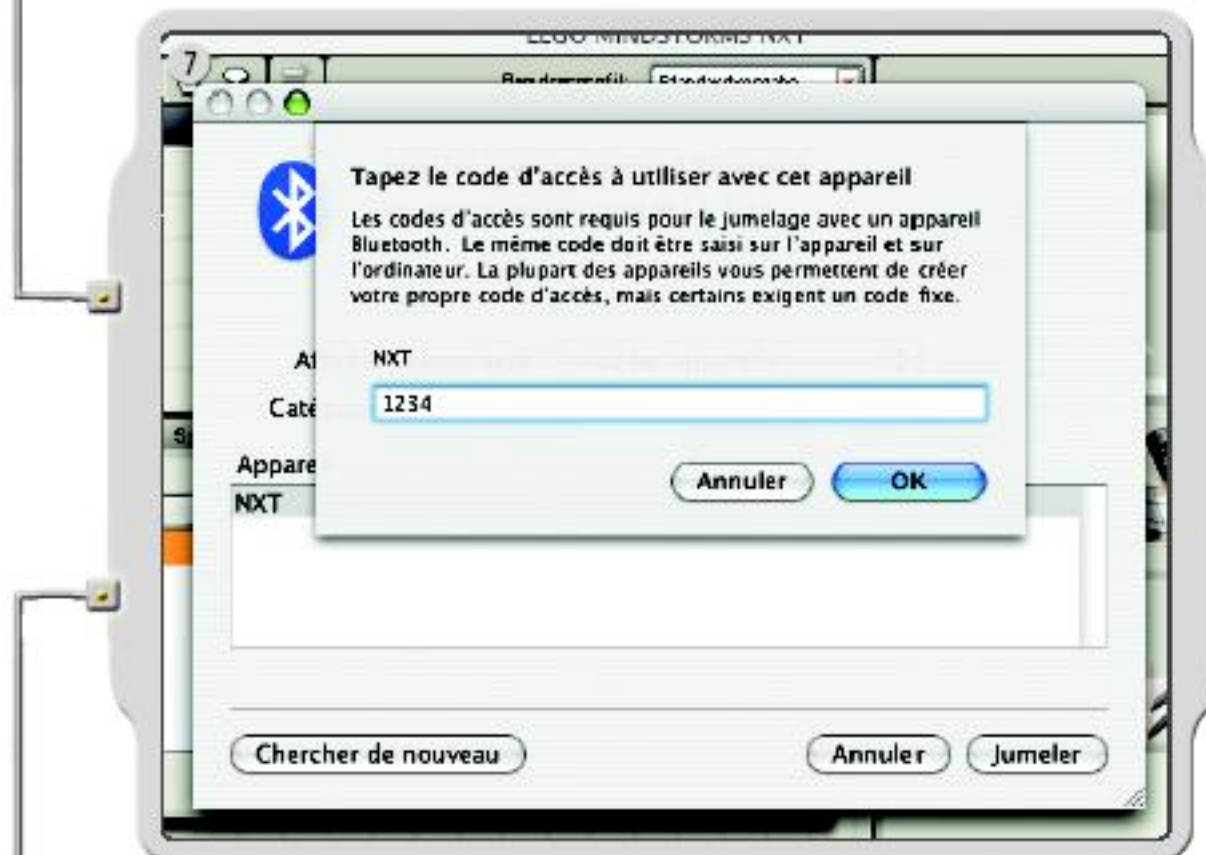 LEGO MINDSTORMS NXT
7
Tapez le code d'accès à utiliser avec cet appareil
Les codes d'accès sont requis pour le jumelage avec un appareil
Bluetooth. Le même code doit être saisi sur l'appareil et sur
l'ordinateur. La plupart des appareils vous permettent de créer
votre propre code d'accès, mais certains exigent un code fixe.
NXT
1234
Annuler
OK
NXT
Chercher de nouveau
Annuler
Jumeler